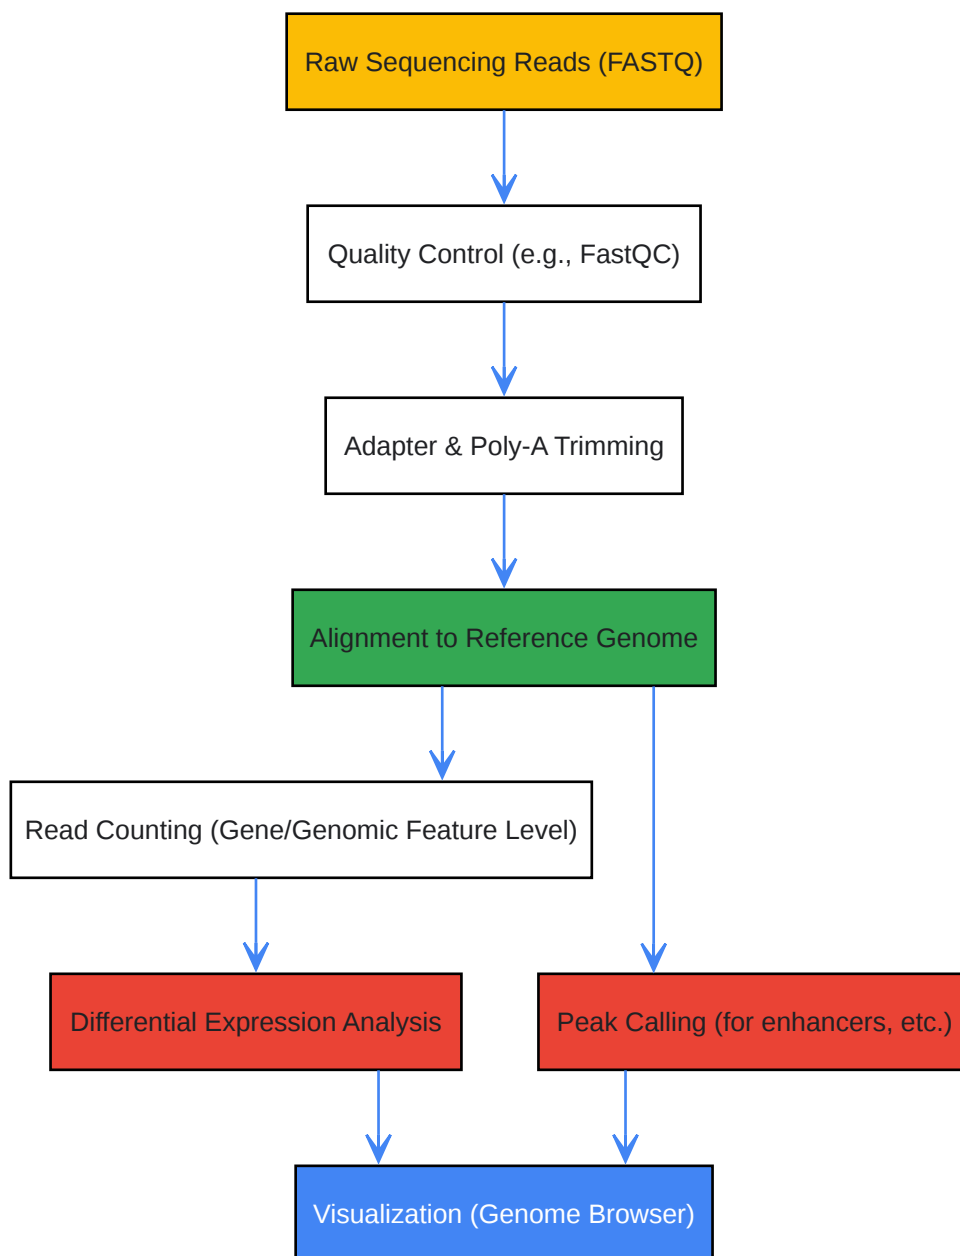 Raw Sequencing Reads (FASTQ)
Quality Control (e.g., FastQC)
Adapter & Poly-A Trimming
Alignment to Reference Genome
Read Counting (Gene/Genomic Feature Level)
Differential Expression Analysis
Peak Calling (for enhancers, etc.)
Visualization (Genome Browser)